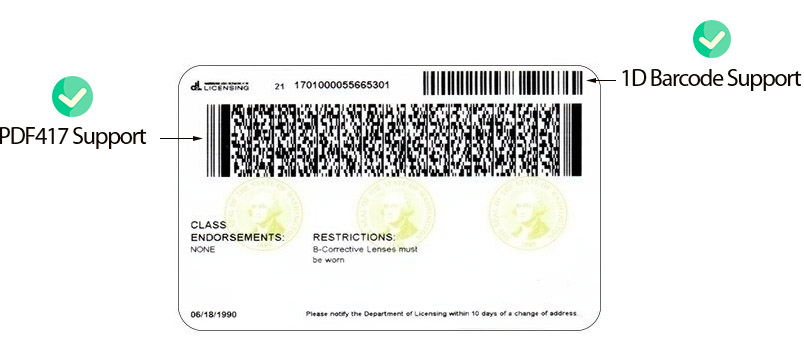 1D Barcode Support
PDF417 Support
LICENSING
21 1701000055665301
CLASS
ENDORSEMENTS:
NONE
RESTRICTIONS:
B-Corrective Lenses must
be worn
06/18/1990
Please notify the Department of Licensing within 10 days of a change of address.